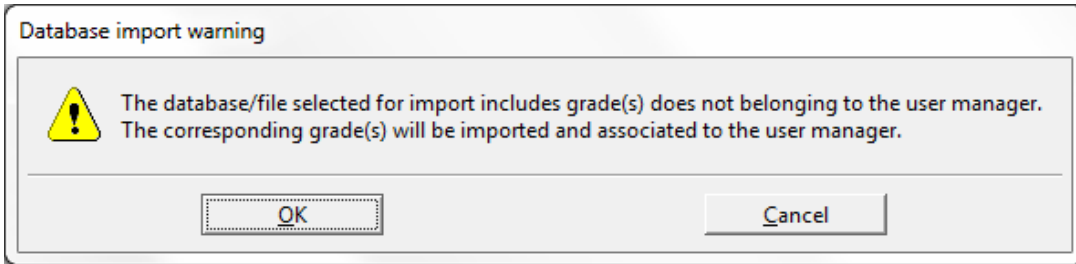 Database import warning
The database/file selected for import includes grade(s) does not belonging to the user manager.
The corresponding grade(s) will be imported and associated to the user manager.
OK
Cancel